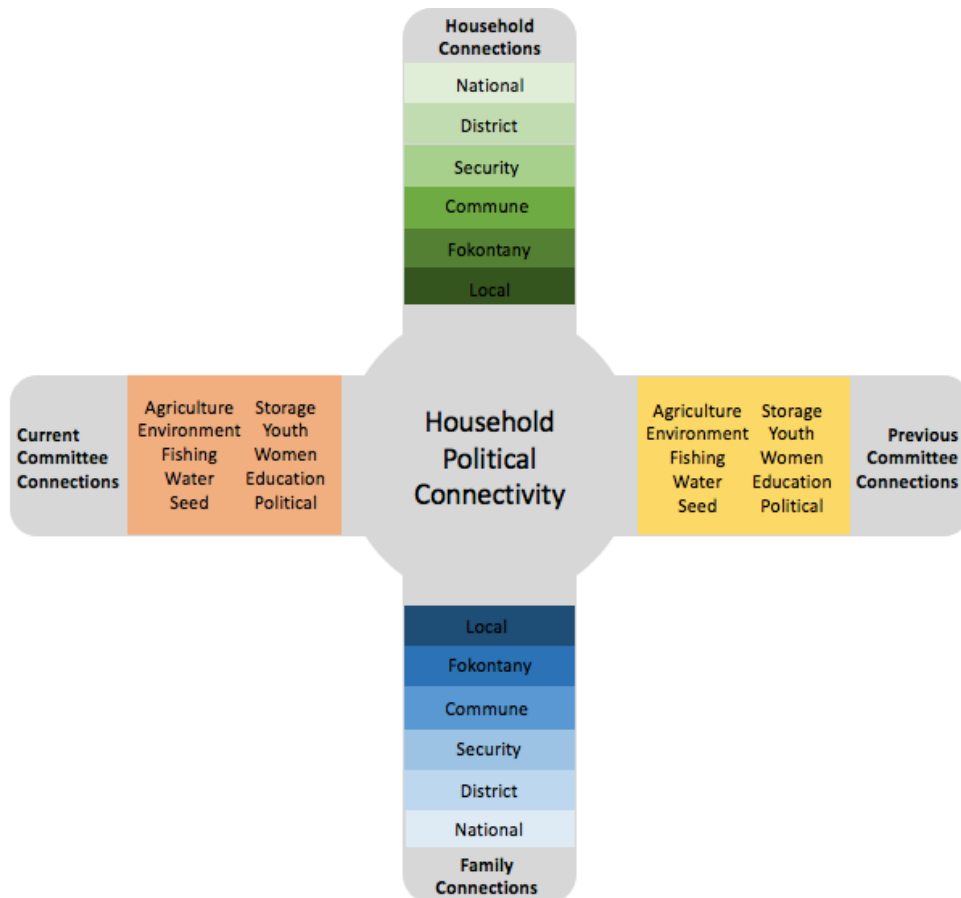 Household
Connections
National
District
Security
Commune
Fokontany
Local
Current
Committee
Connections
Agriculture Storage
Environment Youth
Fishing Women
Water Education
Seed Political
Household
Political
Connectivity
Agriculture Storage
Environment Youth
Fishing Women
Water Education
Seed Political
Previous
Committee
Connections
Local
Fokontany
Commune
Security
District
National
Family
Connections